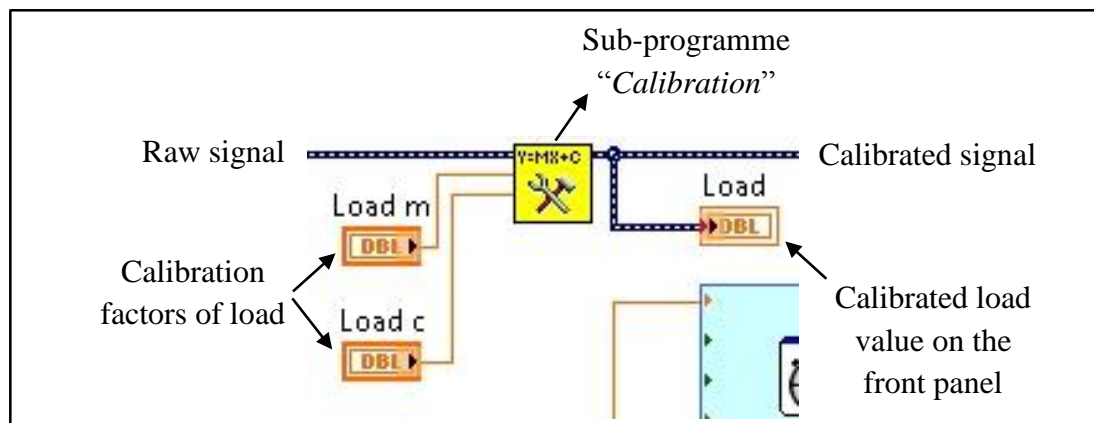 Sub-programme
“Calibration”
Raw signal
Y=MX+C
Calibrated signal
Load
Load m
DBL
DBL
Calibration
factors of load
Load c
DBL
Calibrated load
value on the
front panel